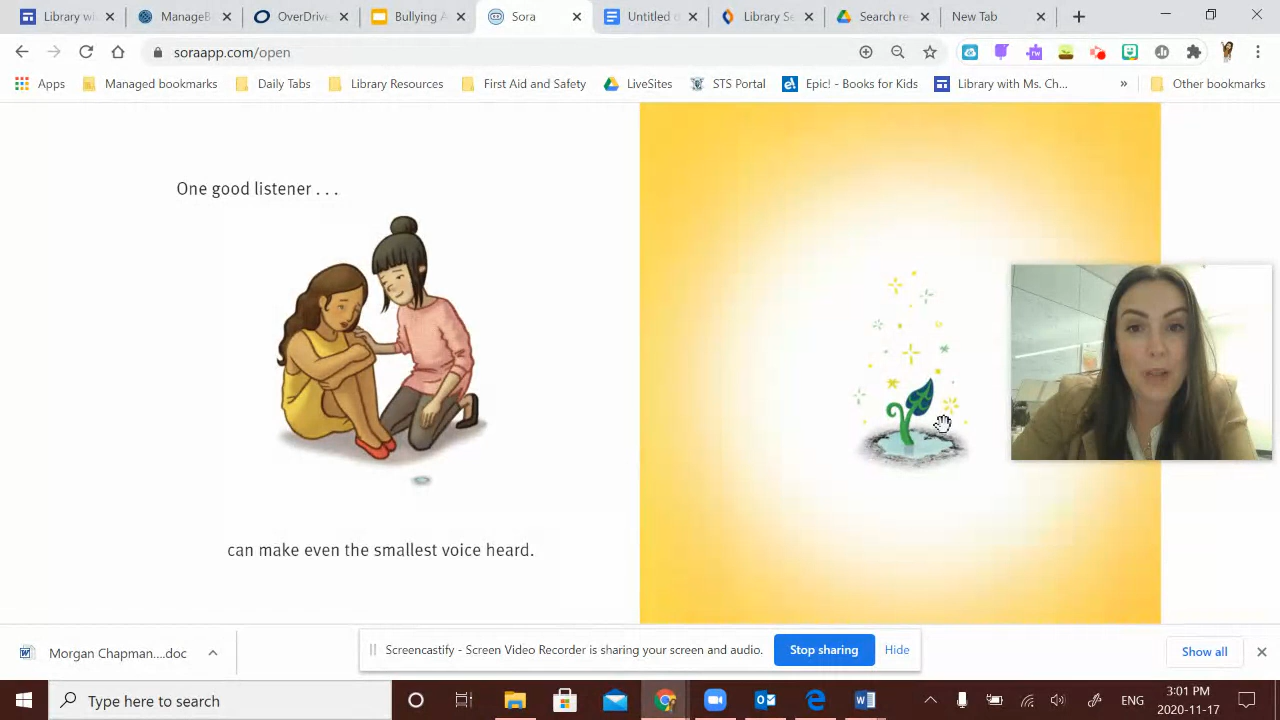 Library wi
ManageB
OverDrive
Bullying A
Sora
Untitled d
Library Se
Search re
New Tab
soraapp.com/open
Apps
Managed bookmarks
Daily Tabs
Library Resources
First Aid and Safety
LiveSites
STS Portal
Epic! - Books for Kids
Library with Ms. Ch...
»
Other bookmarks
One good listener . . .
can make even the smallest voice heard.
Morgan Chapman....doc
Screencastify - Screen Video Recorder is sharing your screen and audio.
Stop sharing
Hide
Show all
Type here to search
ENG
3:01 PM
2020-11-17